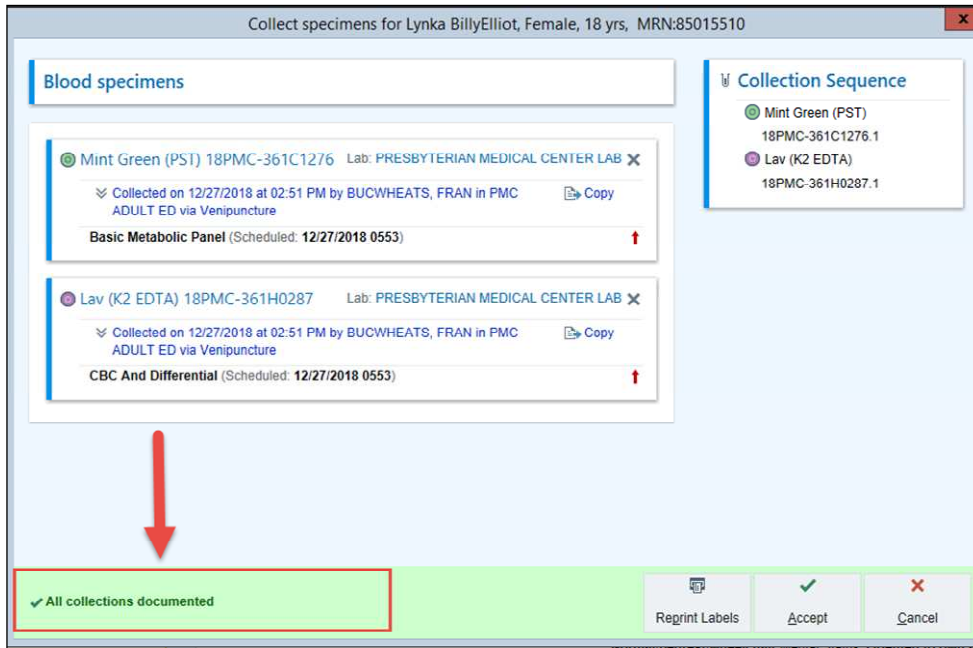 Collect specimens for Lynka BillyElliot, Female, 18 yrs, MRN:85015510
x
Blood specimens
Mint Green (PST) 18PMC-361C1276 Lab: PRESBYTERIAN MEDICAL CENTER LAB
Collected on 12/27/2018 at 02:51 PM by BUCWHEATS, FRAN in PMC
ADULT ED via Venipuncture
Copy
Basic Metabolic Panel (Scheduled: 12/27/2018 0553)
Lav (K2 EDTA) 18PMC-361H0287 Lab: PRESBYTERIAN MEDICAL CENTER LAB
Collected on 12/27/2018 at 02:51 PM by BUCWHEATS, FRAN in PMC
ADULT ED via Venipuncture
Copy
CBC And Differential (Scheduled: 12/27/2018 0553)
Collection Sequence
Mint Green (PST)
18PMC-361C1276.1
Lav (K2 EDTA)
18PMC-361H0287.1
All collections documented
Reprint Labels
Accept
Cancel